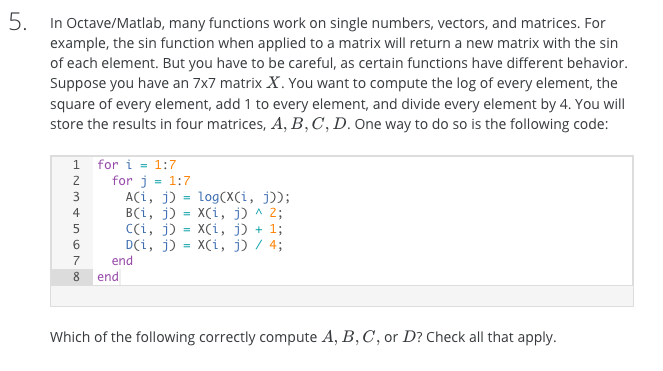 5. In Octave/Matlab, many functions work on single numbers, vectors, and matrices. For
example, the sin function when applied to a matrix will return a new matrix with the sin
of each element. But you have to be careful, as certain functions have different behavior.
Suppose you have an 7x7 matrix X. You want to compute the log of every element, the
square of every element, add 1 to every element, and divide every element by 4. You will
store the results in four matrices, A, B, C, D. One way to do so is the following code:
1 for i = 1:7
2 for j = 1:7
3 A(i, j) = log(X(i, j));
4 B(i, j) = X(i, j) ^ 2;
5 C(i, j) = X(i, j) + 1;
6 D(i, j) = X(i, j) / 4;
7 end
8 end
Which of the following correctly compute A, B, C, or D? Check all that apply.